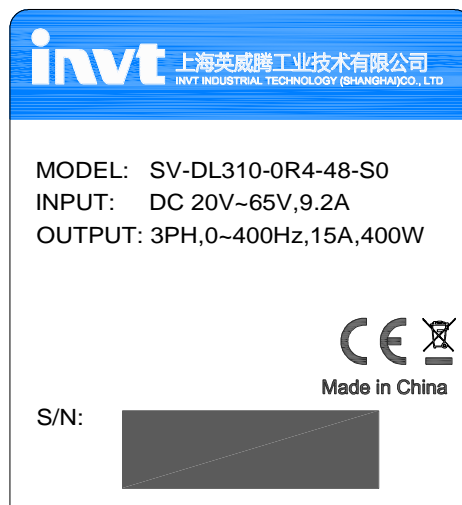 invt 上海英威腾工业技术有限公司
INVT INDUSTRIAL TECHNOLOGY (SHANGHAI)CO., LTD
MODEL: SV-DL310-0R4-48-S0
INPUT: DC 20V~65V,9.2A
OUTPUT: 3PH,0~400Hz,15A,400W
CE
Made in China
S/N: